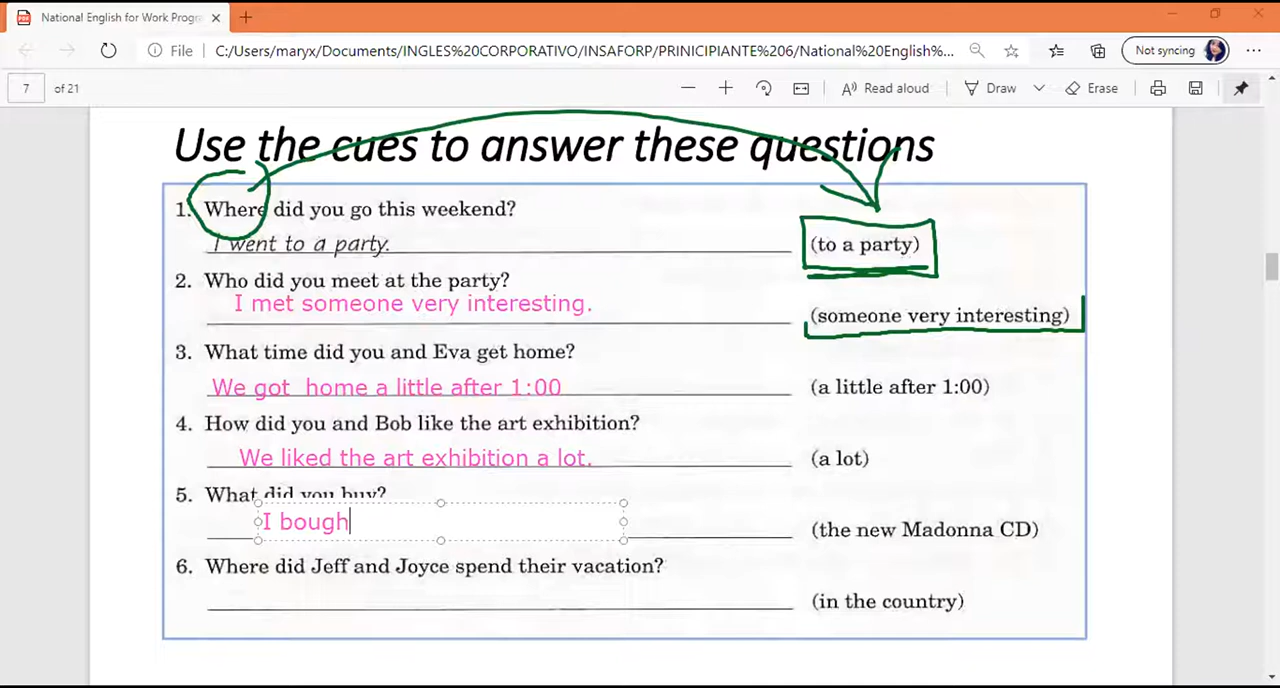 National English for Work Progr
File C:/Users/maryx/Documents/INGLES%20CORPORATIVO/INSAFORP/PRINICIPIANTE%206/National%20English%... Not syncing
7 of 21 Read aloud Draw Erase
Use the cues to answer these questions
1. Where did you go this weekend?
I went to a party. (to a party)
2. Who did you meet at the party?
I met someone very interesting. (someone very interesting)
3. What time did you and Eva get home?
We got home a little after 1:00 (a little after 1:00)
4. How did you and Bob like the art exhibition?
We liked the art exhibition a lot. (a lot)
5. What did you buy?
I bough (the new Madonna CD)
6. Where did Jeff and Joyce spend their vacation?
(in the country)